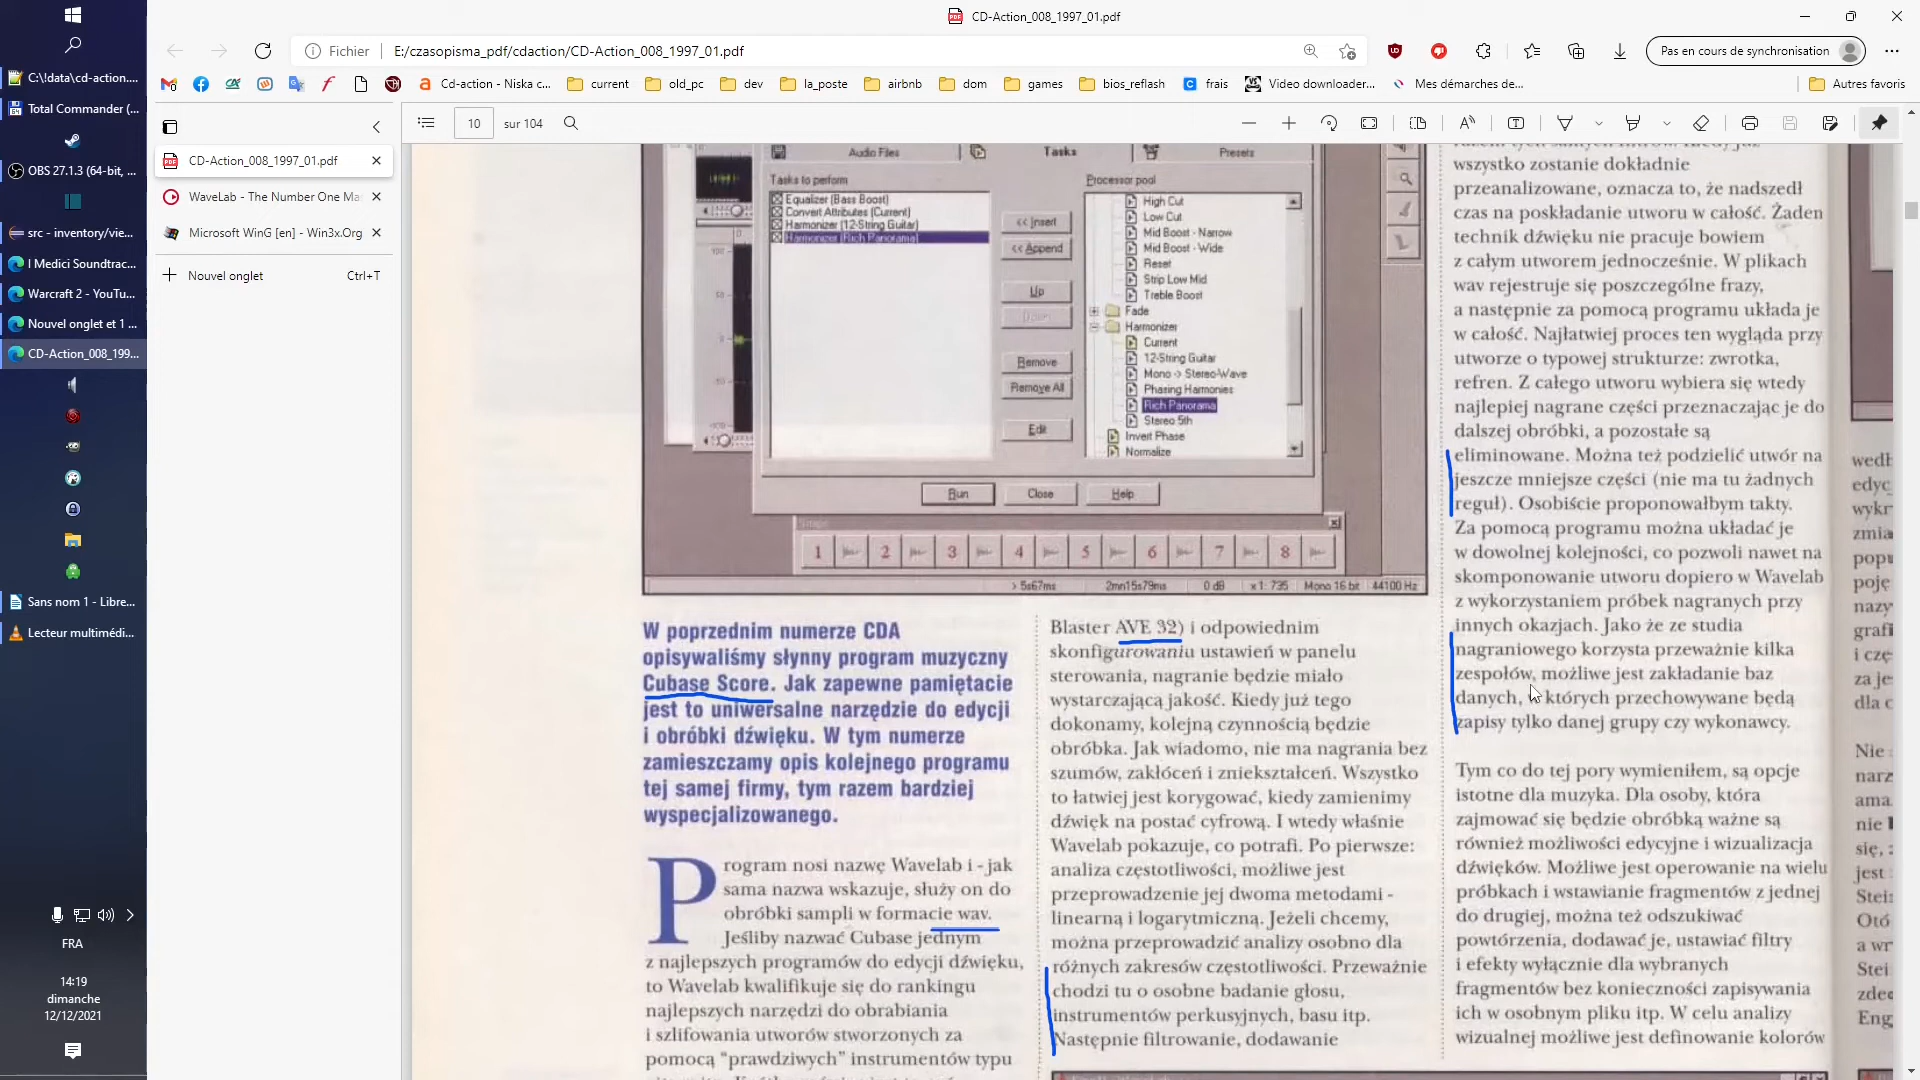 CD-Action_008_1997_01.pdf
Fichier
E:/czasopisma_pdf/cdaction/CD-Action_008_1997_01.pdf
Pas en cours de synchronisation
Cd-action - Niska c...
current
old_pc
dev
la_poste
airbnb
dom
games
bios_reflash
frais
Video downloader...
Mes démarches de...
Autres favoris
C:\!data\cd-action....
Total Commander (...
OBS 27.1.3 (64-bit, ...
src - inventory/vie...
I Medici Soundtrac...
Warcraft 2 - YouTu...
Nouvel onglet et 1 ...
CD-Action_008_199...
Sans nom 1 - Libre...
Lecteur multimédi...
FRA
14:19
dimanche
12/12/2021
CD-Action_008_1997_01.pdf
WaveLab - The Number One Ma
Microsoft WinG [en] - Win3x.Org
Nouvel onglet
Ctrl+T
10
sur 104
Audio Files
Tasks
Presets
Tasks to perform
Equalizer (Bass Boost)
Convert Attributes (Current)
Harmonizer (12-String Guitar)
Harmonizer (Rich Panorama)
<< Insert
<< Append
Up
Down
Remove
Remove All
Edit
Processor pool
High Cut
Low Cut
Mid Boost - Narrow
Mid Boost - Wide
Reset
Strip Low Mid
Treble Boost
Fade
Harmonizer
Current
12-String Guitar
Mono -> Stereo-Wave
Phasing Harmonies
Rich Panorama
Stereo 5th
Invert Phase
Normalize
Run
Close
Help
1 2 3 4 5 6 7 8
> 5s67ms
2mn15s79ms
0 dB
x 1: 735
Mono 16 bit
44100 Hz
W poprzednim numerze CDA
opisywaliśmy słynny program muzyczny
Cubase Score. Jak zapewne pamiętacie
jest to uniwersalne narzędzie do edycji
i obróbki dźwięku. W tym numerze
zamieszczamy opis kolejnego programu
tej samej firmy, tym razem bardziej
wyspecjalizowanego.
Program nosi nazwę Wavelab i - jak
sama nazwa wskazuje, służy on do
obróbki sampli w formacie wav.
Jeśliby nazwać Cubase jednym
z najlepszych programów do edycji dźwięku,
to Wavelab kwalifikuje się do rankingu
najlepszych narzędzi do obrabiania
i szlifowania utworów stworzonych za
pomocą "prawdziwych" instrumentów typu
Blaster AVE 32) i odpowiednim
skonfigurowaniu ustawień w panelu
sterowania, nagranie będzie miało
wystarczającą jakość. Kiedy już tego
dokonamy, kolejną czynnością będzie
obróbka. Jak wiadomo, nie ma nagrania bez
szumów, zakłóceń i zniekształceń. Wszystko
to łatwiej jest korygować, kiedy zamienimy
dźwięk na postać cyfrową. I wtedy właśnie
Wavelab pokazuje, co potrafi. Po pierwsze:
analiza częstotliwości, możliwe jest
przeprowadzenie jej dwoma metodami -
linearną i logarytmiczną. Jeżeli chcemy,
można przeprowadzić analizy osobno dla
różnych zakresów częstotliwości. Przeważnie
chodzi tu o osobne badanie głosu,
instrumentów perkusyjnych, basu itp.
Następnie filtrowanie, dodawanie
wszystko zostanie dokładnie
przeanalizowane, oznacza to, że nadszedł
czas na poskładanie utworu w całość. Żaden
technik dźwięku nie pracuje bowiem
z całym utworem jednocześnie. W plikach
wav rejestruje się poszczególne frazy,
a następnie za pomocą programu układa je
w całość. Najłatwiej proces ten wygląda przy
utworze o typowej strukturze: zwrotka,
refren. Z całego utworu wybiera się wtedy
najlepiej nagrane części przeznaczając je do
dalszej obróbki, a pozostałe są
eliminowane. Można też podzielić utwór na
jeszcze mniejsze części (nie ma tu żadnych
reguł). Osobiście proponowałbym takty.
Za pomocą programu można układać je
w dowolnej kolejności, co pozwoli nawet na
skomponowanie utworu dopiero w Wavelab
z wykorzystaniem próbek nagranych przy
innych okazjach. Jako że ze studia
nagraniowego korzysta przeważnie kilka
zespołów, możliwe jest zakładanie baz
danych, w których przechowywane będą
zapisy tylko danej grupy czy wykonawcy.
Tym co do tej pory wymieniłem, są opcje
istotne dla muzyka. Dla osoby, która
zajmować się będzie obróbką ważne są
również możliwości edycyjne i wizualizacja
dźwięków. Możliwe jest operowanie na wielu
próbkach i wstawianie fragmentów z jednej
do drugiej, można też odszukiwać
powtórzenia, dodawać je, ustawiać filtry
i efekty wyłącznie dla wybranych
fragmentów bez konieczności zapisywania
ich w osobnym pliku itp. W celu analizy
wizualnej możliwe jest definiowanie kolorów